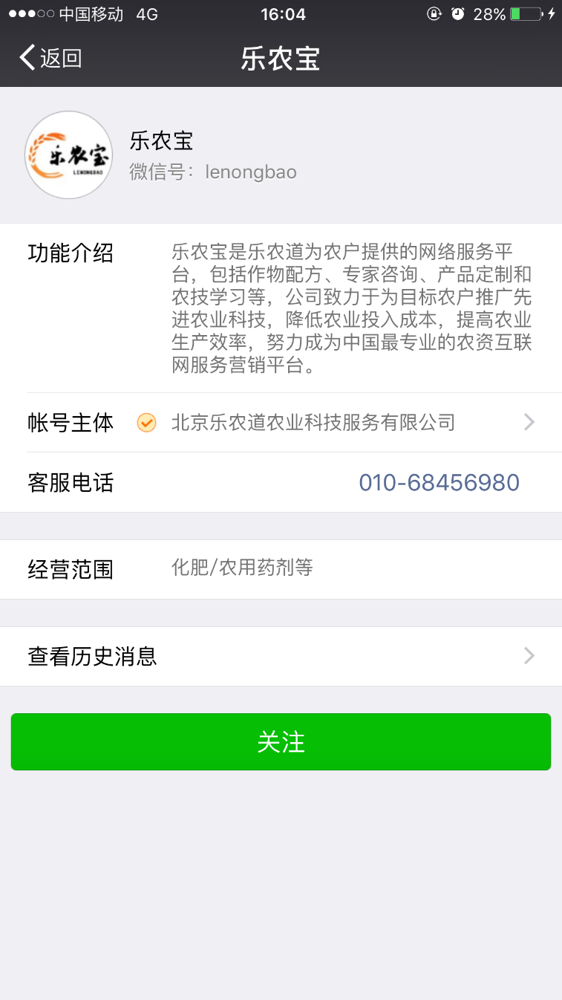 中国移动 4G 16:04 28%
返回 乐农宝
乐农宝
LENONGBAO
乐农宝
微信号：lenongbao
功能介绍 乐农宝是乐农道为农户提供的网络服务平
台，包括作物配方、专家咨询、产品定制和
农技学习等，公司致力于为目标农户推广先
进农业科技，降低农业投入成本，提高农业
生产效率，努力成为中国最专业的农资互联
网服务营销平台。
帐号主体 北京乐农道农业科技服务有限公司
客服电话 010-68456980
经营范围 化肥/农用药剂等
查看历史消息
关注